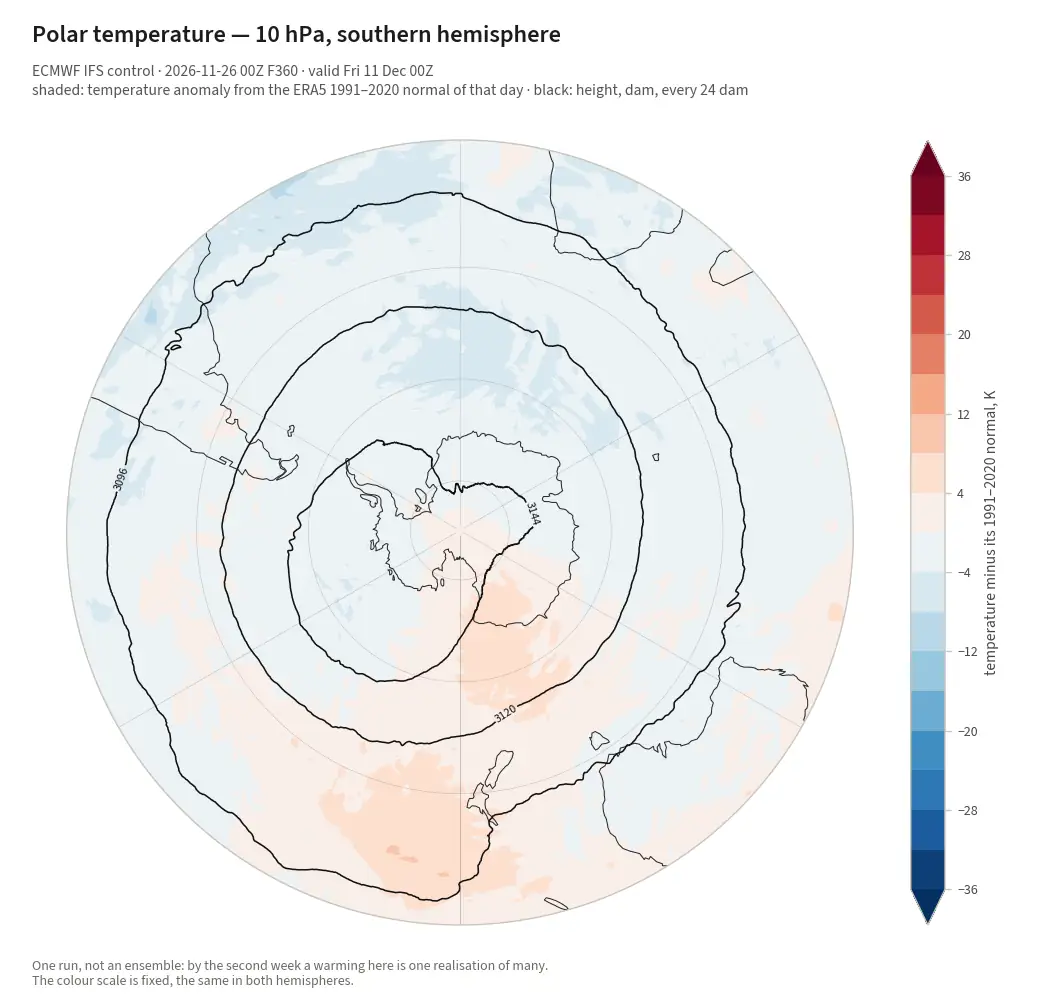 Polar temperature — 10 hPa, southern hemisphere
ECMWF IFS control · 2026-11-26 00Z F360 · valid Fri 11 Dec 00Z
shaded: temperature anomaly from the ERA5 1991–2020 normal of that day · black: height, dam, every 24 dam
36
28
20
12
4
−4
−12
−20
−28
−36
temperature minus its 1991–2020 normal, K
3096
3144
3120
One run, not an ensemble: by the second week a warming here is one realisation of many.
The colour scale is fixed, the same in both hemispheres.